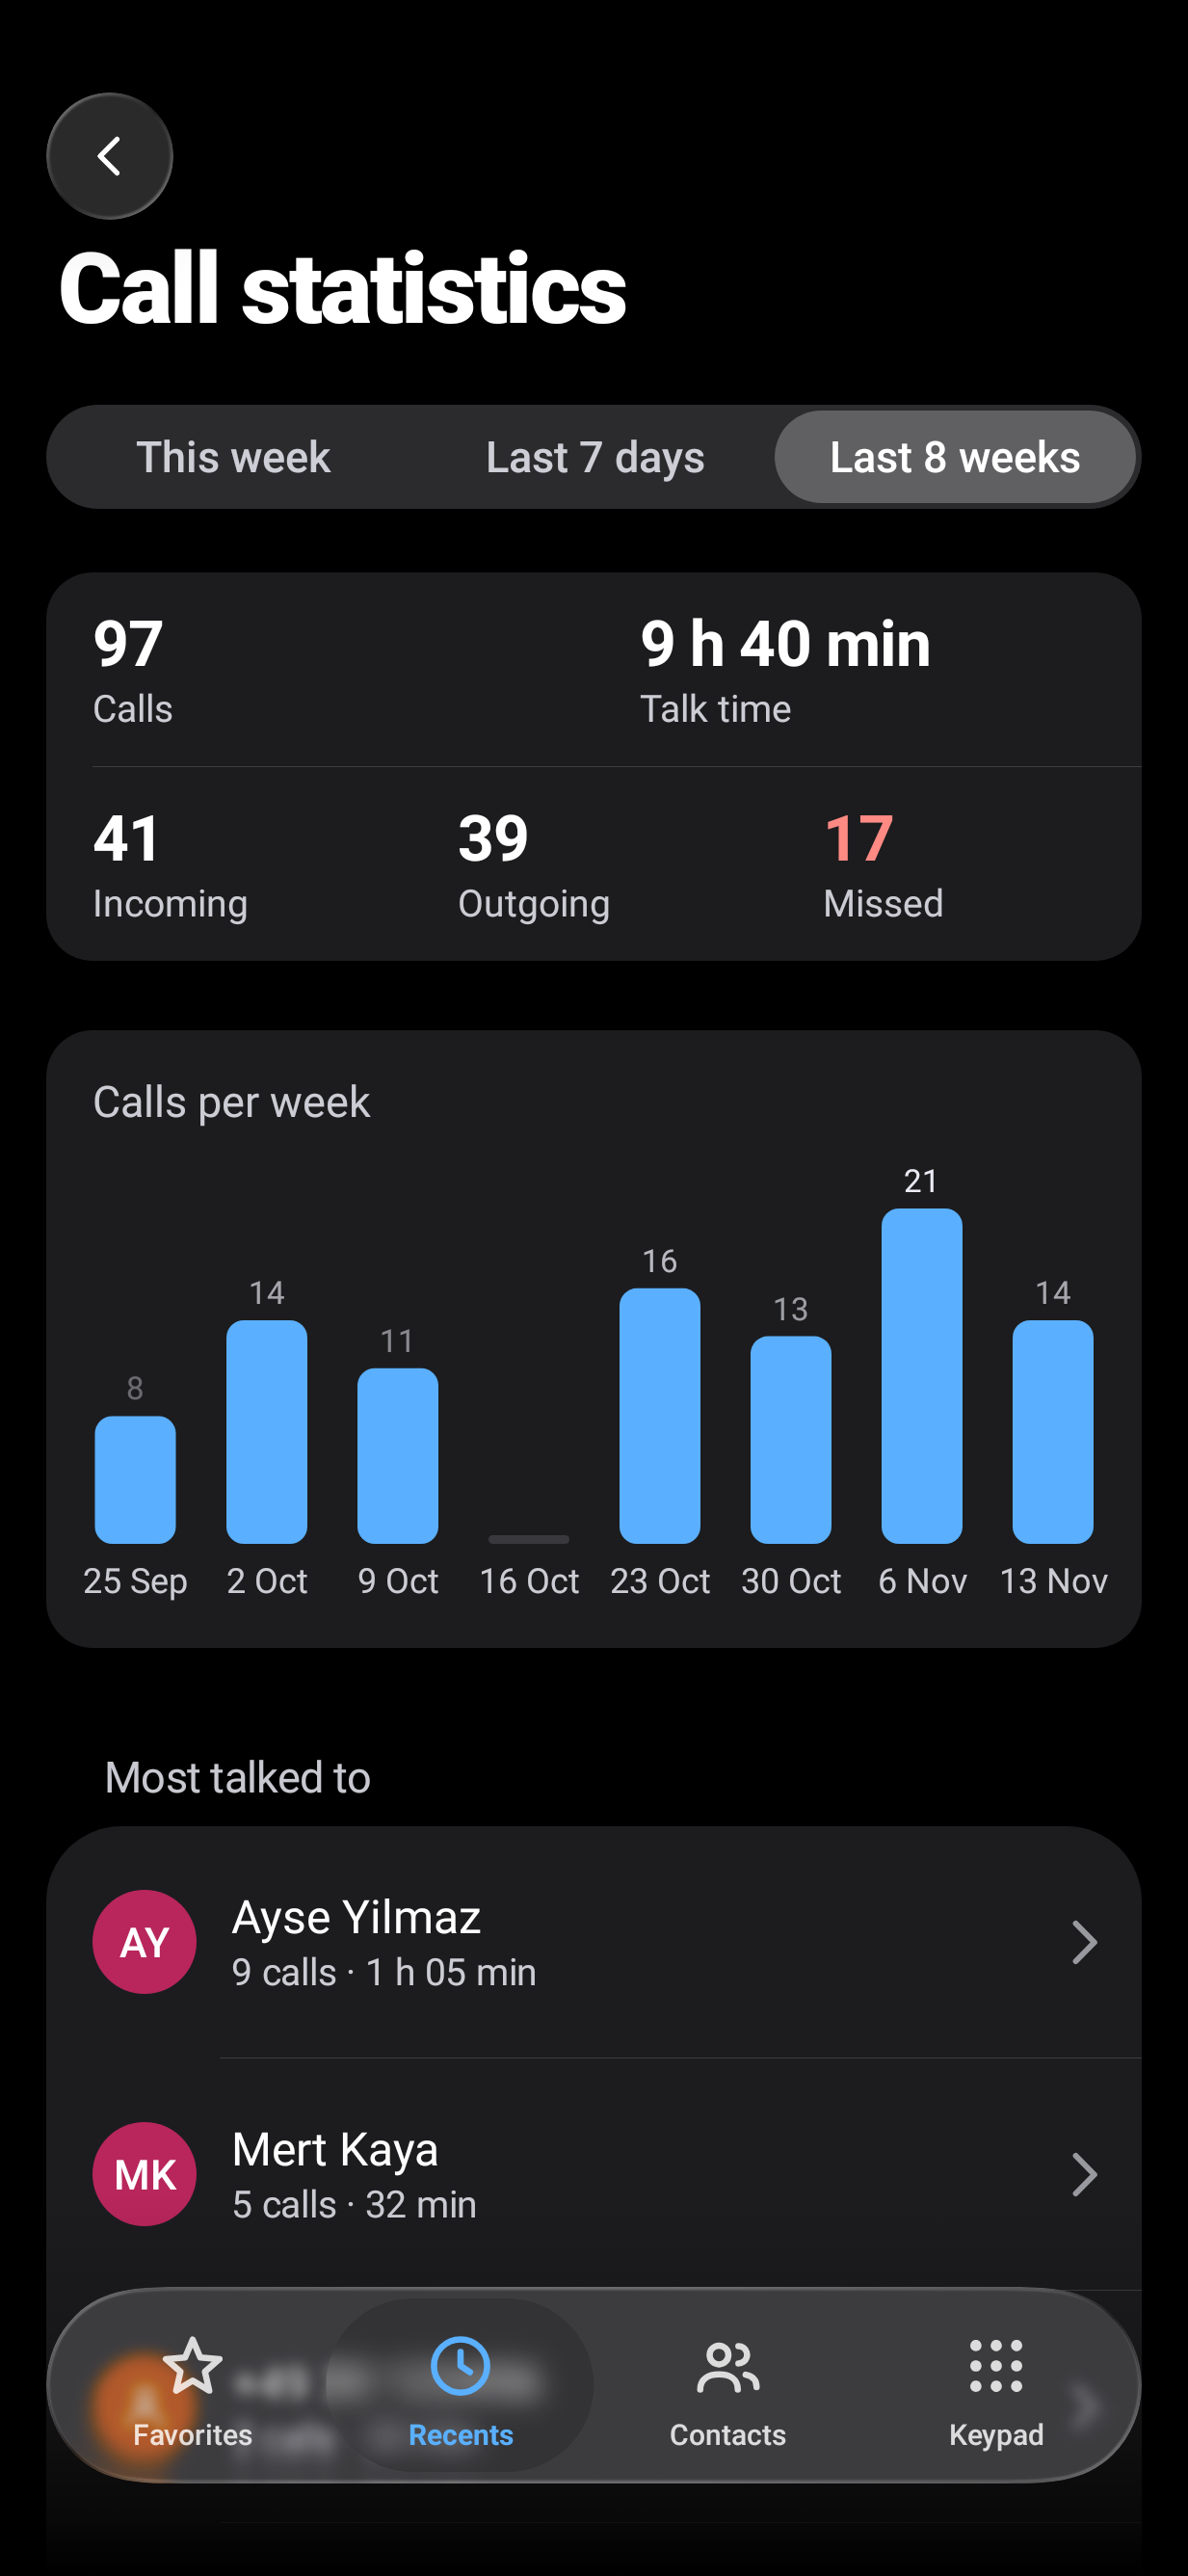 Call statistics
This week Last 7 days Last 8 weeks
97 9 h 40 min
Calls Talk time
41 39 17
Incoming Outgoing Missed
Calls per week
21
16
14 14
13
11
8
25 Sep 2 Oct 9 Oct 16 Oct 23 Oct 30 Oct 6 Nov 13 Nov
Most talked to
AY Ayse Yilmaz
9 calls · 1 h 05 min
MK Mert Kaya
5 calls · 32 min
Favorites Recents Contacts Keypad